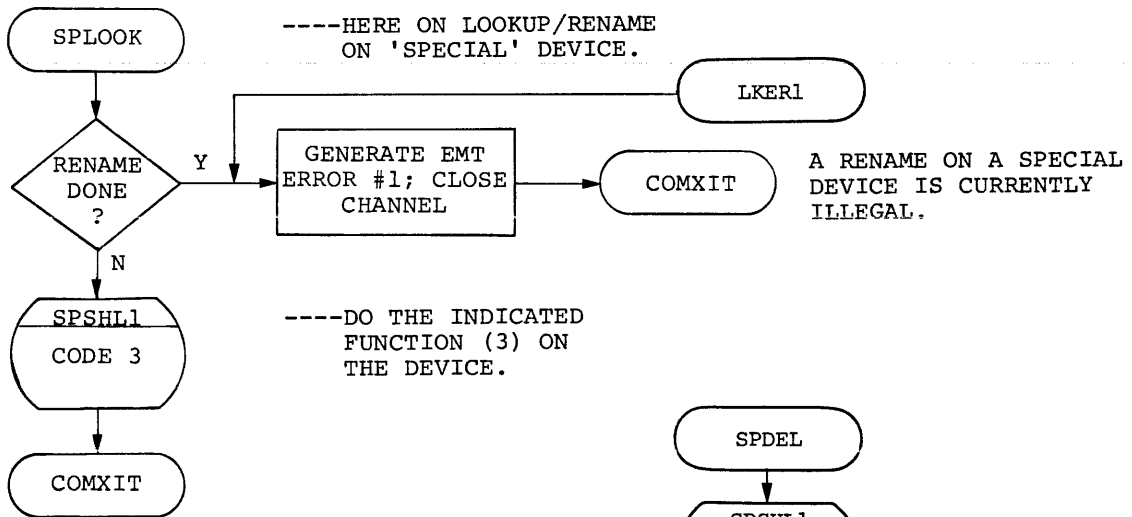 SPLOOK
----HERE ON LOOKUP/RENAME
ON 'SPECIAL' DEVICE.
LKER1
RENAME
DONE
?
Y
GENERATE EMT
ERROR #1; CLOSE
CHANNEL
COMXIT
A RENAME ON A SPECIAL
DEVICE IS CURRENTLY
ILLEGAL.
N
SPSHL1
CODE 3
----DO THE INDICATED
FUNCTION (3) ON
THE DEVICE.
COMXIT
SPDEL
SPSHL1